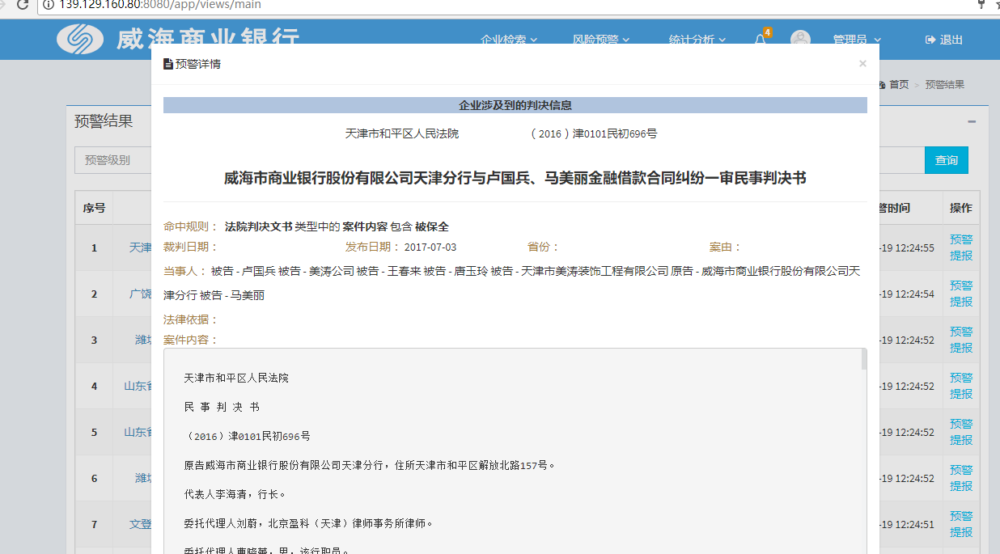 139.129.160.80:8080/app/views/main
威海商业银行
企业检索 风险预警 统计分析 4 管理员 退出
预警详情 ×
首页 > 预警结果
企业涉及到的判决信息
预警结果
天津市和平区人民法院 （2016）津0101民初696号
预警级别 查询
威海市商业银行股份有限公司天津分行与卢国兵、马美丽金融借款合同纠纷一审民事判决书
序号 警时间 操作
命中规则： 法院判决文书 类型中的 案件内容 包含 被保全
裁判日期： 发布日期： 2017-07-03 省份： 案由：
1 天津 -19 12:24:55 预警
提报
当事人： 被告 - 卢国兵 被告 - 美涛公司 被告 - 王春来 被告 - 唐玉玲 被告 - 天津市美涛装饰工程有限公司 原告 - 威海市商业银行股份有限公司天
津分行 被告 - 马美丽
2 广饶 -19 12:24:54 预警
提报
法律依据：
案件内容：
3 潍坊 -19 12:24:52 预警
提报
天津市和平区人民法院
4 山东省 -19 12:24:52 预警
提报
民 事 判 决 书
（2016）津0101民初696号
5 山东省 -19 12:24:52 预警
提报
原告威海市商业银行股份有限公司天津分行，住所天津市和平区解放北路157号。
6 潍坊 -19 12:24:52 预警
提报
代表人李海清，行长。
委托代理人刘蔚，北京盈科（天津）律师事务所律师。
7 文登 -19 12:24:51 预警
提报